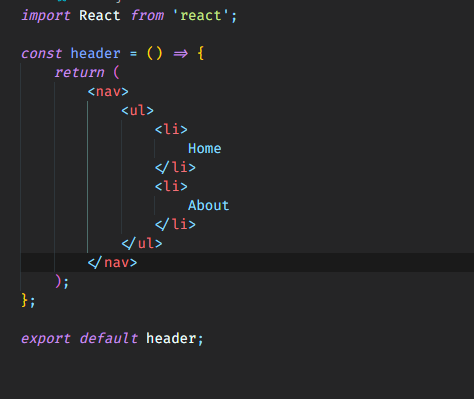 import React from 'react';
const header = () => {
return (
<nav>
<ul>
<li>
Home
</li>
<li>
About
</li>
</ul>
</nav>
);
};
export default header;